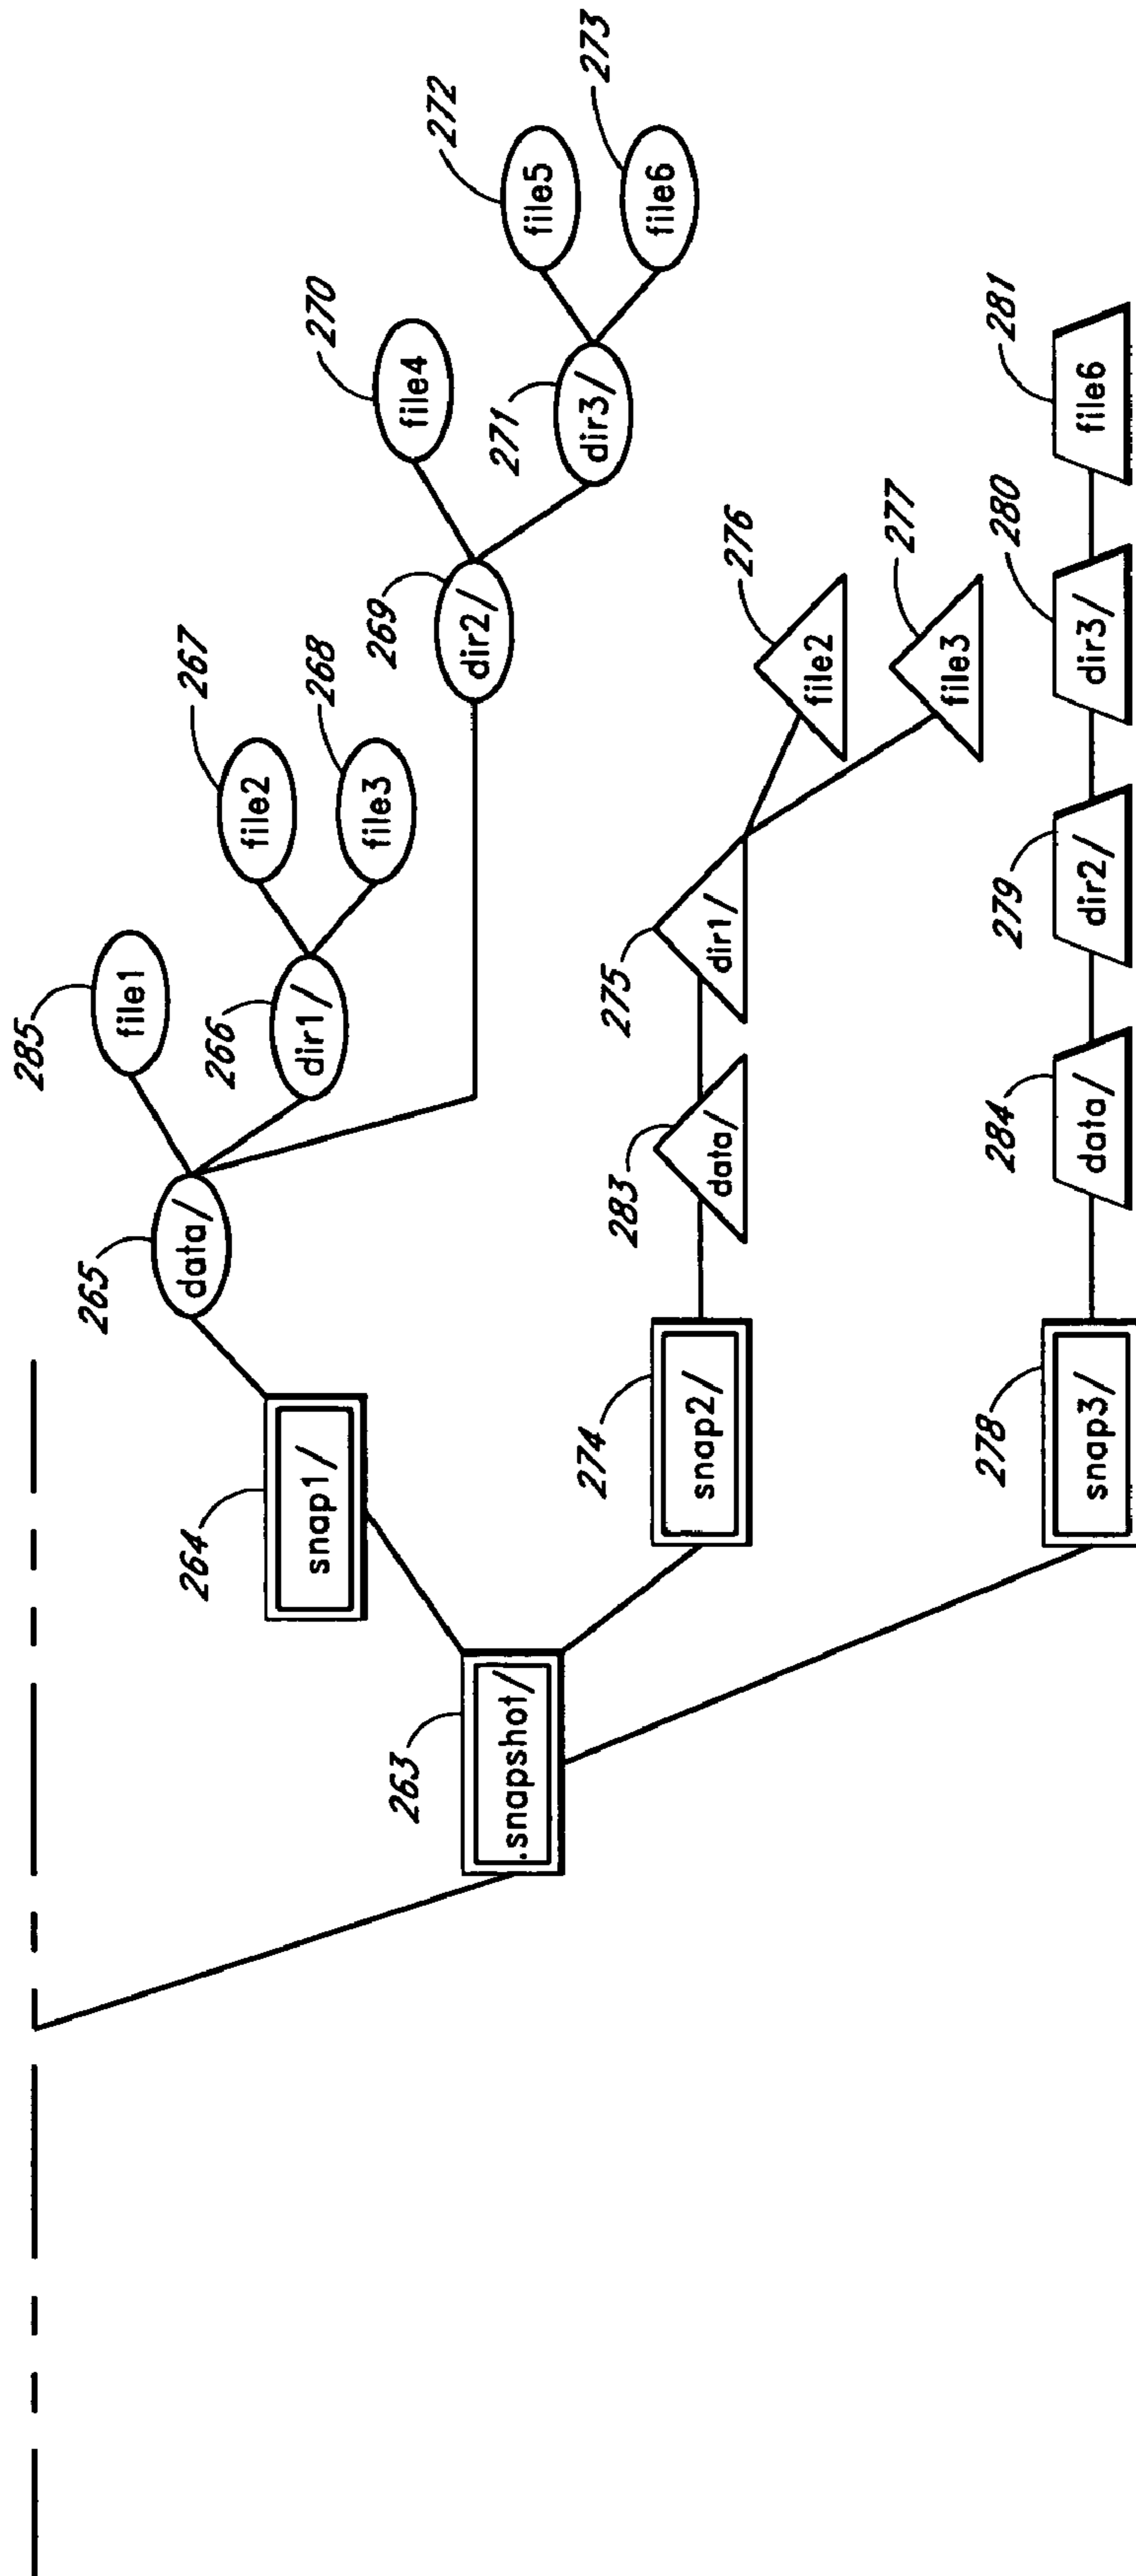 285
file1
265
data/
266
dir1/
267
file2
268
file3
269
dir2/
270
file4
271
dir3/
272
file5
273
file6
264
snap1/
263
.snapshot/
274
snap2/
283
data/
275
dir1/
276
file2
277
file3
278
snap3/
284
data/
279
dir2/
280
dir3/
281
file6